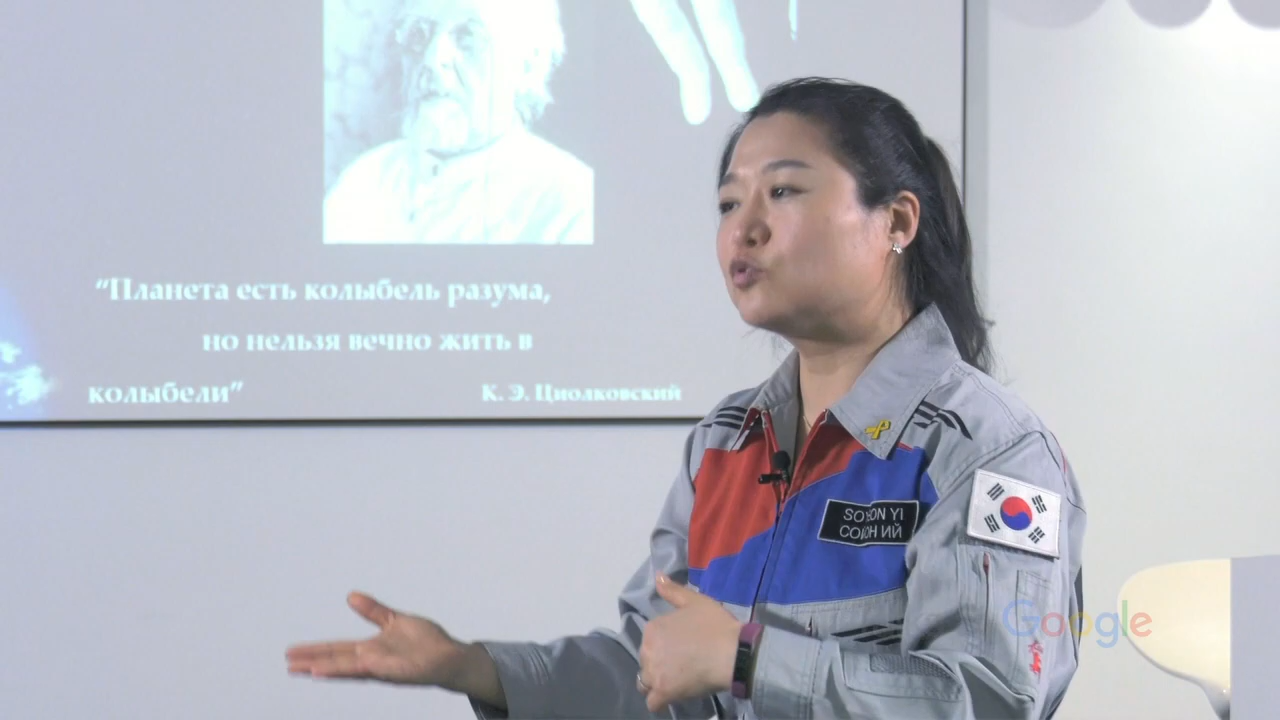 “Планета есть колыбель разума,
но нельзя вечно жить в
колыбели”
К. Э. Циолковский
SOYEON YI
СОЙОН ИЙ
Google